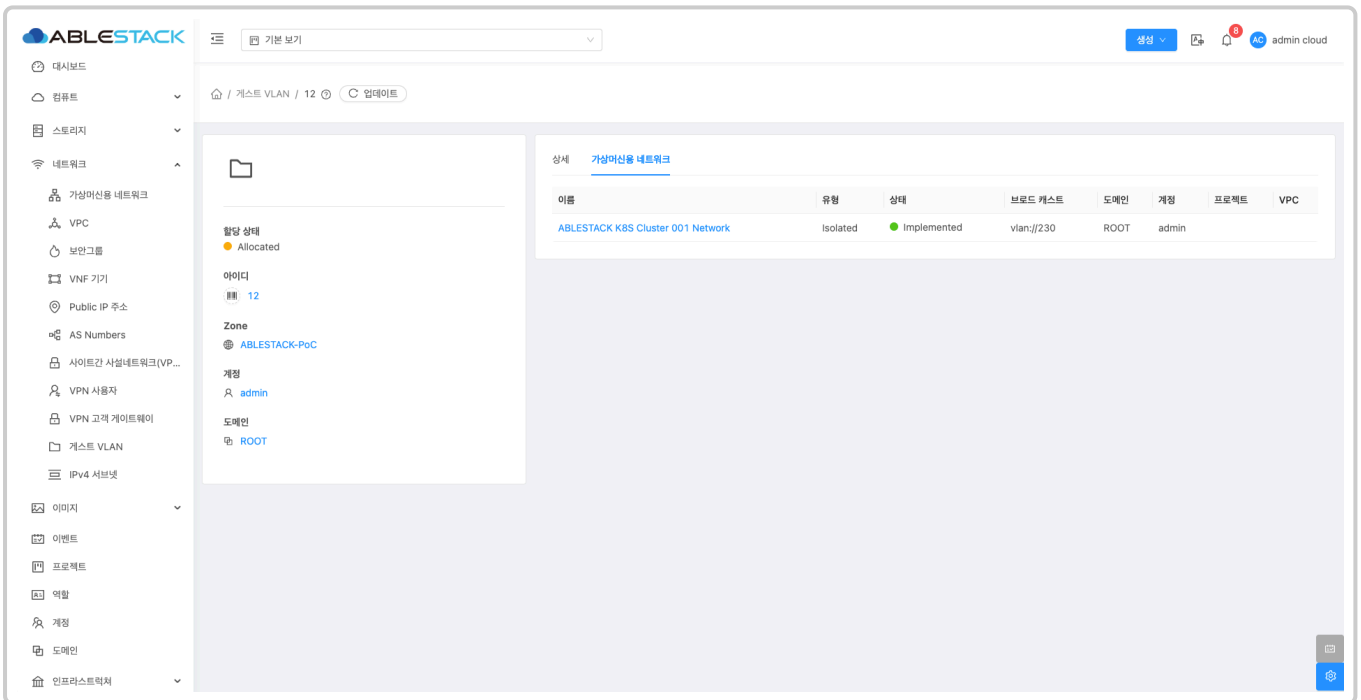 ABLESTACK
기본 보기
생성
8
AC
admin cloud
대시보드
컴퓨트
스토리지
네트워크
가상머신용 네트워크
VPC
보안그룹
VNF 기기
Public IP 주소
AS Numbers
사이트간 사설네트워크(VP...
VPN 사용자
VPN 고객 게이트웨이
게스트 VLAN
IPv4 서브넷
이미지
이벤트
프로젝트
역할
계정
도메인
인프라스트럭쳐
/ 게스트 VLAN / 12 업데이트
할당 상태
Allocated
아이디
12
Zone
ABLESTACK-PoC
계정
admin
도메인
ROOT
상세 가상머신용 네트워크
이름 유형 상태 브로드 캐스트 도메인 계정 프로젝트 VPC
ABLESTACK K8S Cluster 001 Network Isolated Implemented vlan://230 ROOT admin